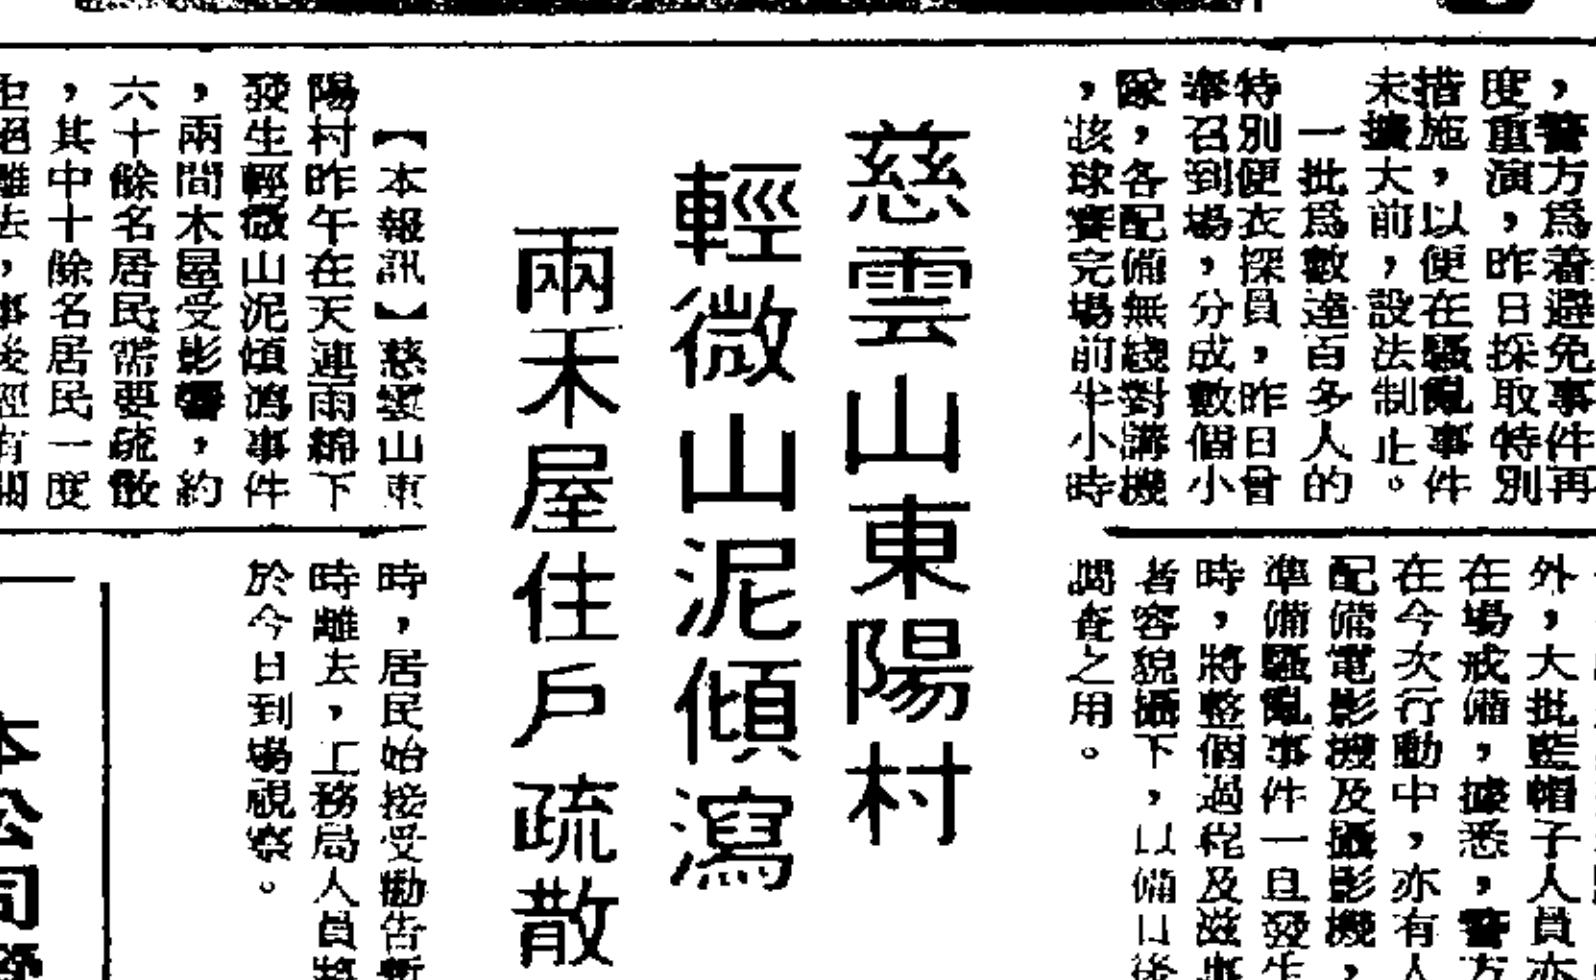 ，警方爲着避免事件再
度重演，昨日採取特別
措施，以便在騷亂事件
未擴大前，設法制止。
一批爲數達百多人的
特別便衣探員，昨日曾
奉召到場，分成數個小
隊，各配備無綫對講機
，該球賽完場前半小時
外，大批藍帽子人員亦
在場戒備，據悉，警方
在今次行動中，亦有人
配備電影機及攝影機，
準備騷亂事件一旦發生
時，將整個過程及滋事
者容貌攝下，以備日後
調查之用。
慈雲山東陽村
輕微山泥傾瀉
兩禾屋住戶疏散
【本報訊】慈雲山東
陽村昨午在天連雨綿下
發生輕微山泥傾瀉事件
，兩間木屋受影響，約
六十餘名居民需要疏散
，其中十餘名居民一度
拒絕離去，事後經有關
時，居民始接受勸告暫
時離去，工務局人員將
於今日到場視察。
本公司